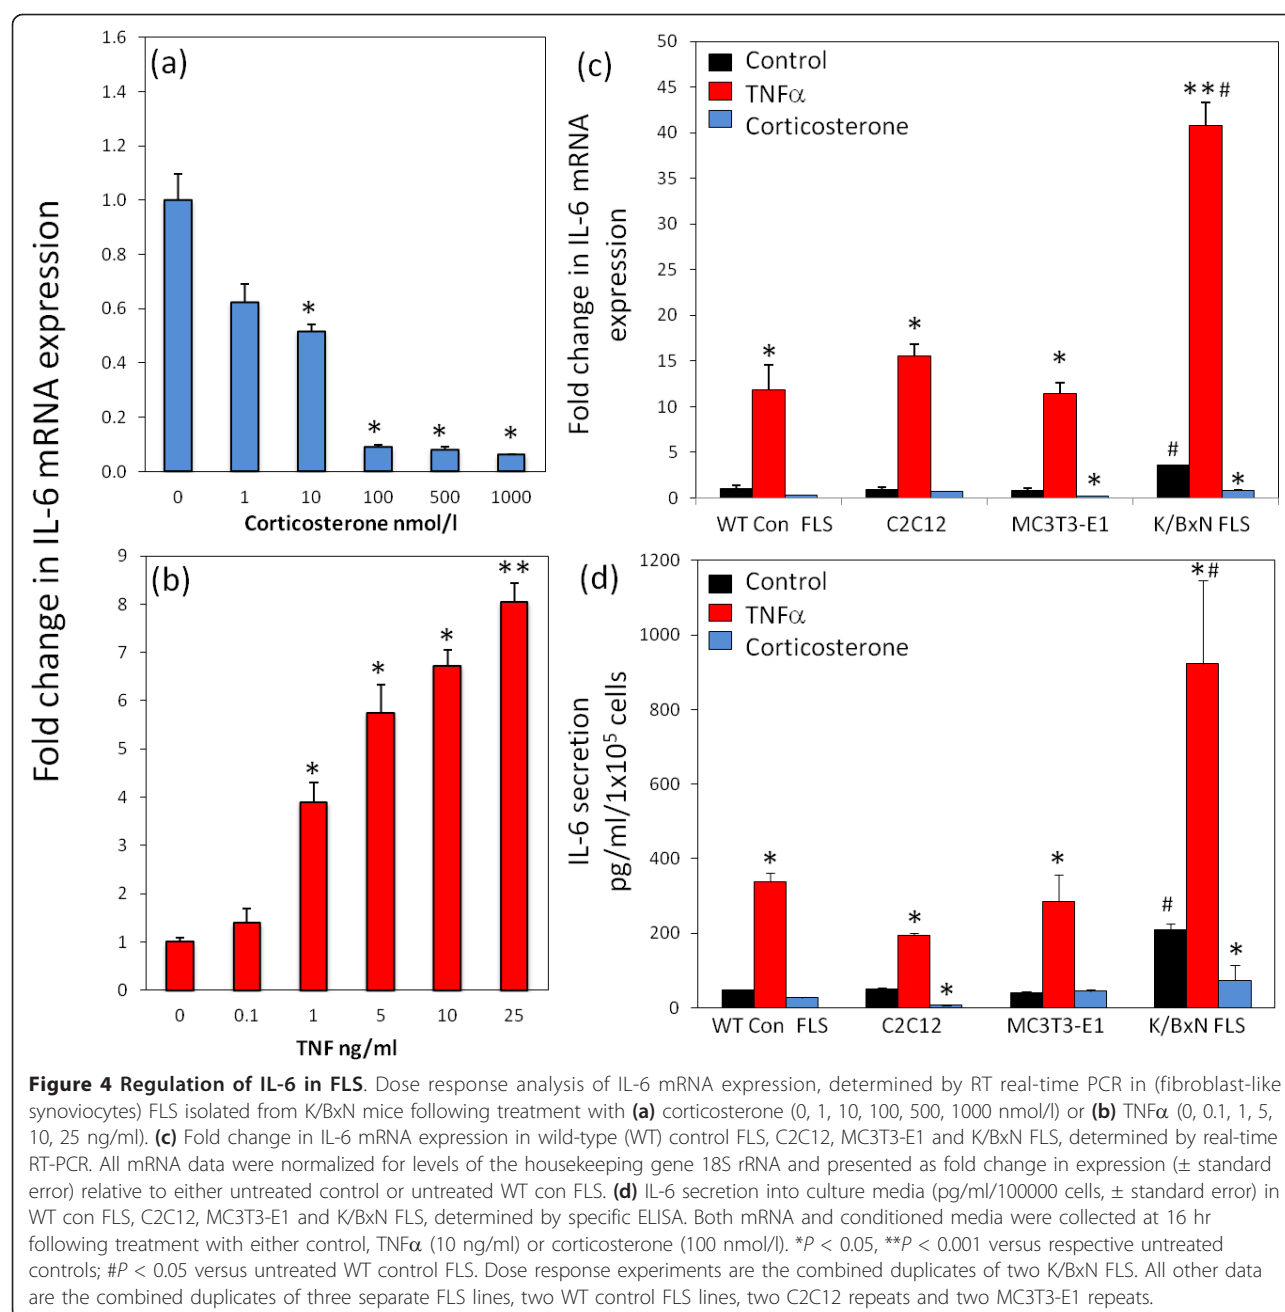 Fold change in IL-6 mRNA expression
(a)
1.6
1.4
1.2
1.0
0.8
0.6
0.4
0.2
0.0
*
*
*
*
0 1 10 100 500 1000
Corticosterone nmol/l
(b)
9
8
7
6
5
4
3
2
1
0
*
*
*
**
0 0.1 1 5 10 25
TNF ng/ml
(c)
Fold change in IL-6 mRNA
expression
50
45
40
35
30
25
20
15
10
5
0
Control
TNFα
Corticosterone
*
*
*
*
#
**#
*
WT Con FLS C2C12 MC3T3-E1 K/BxN FLS
(d)
IL-6 secretion
pg/ml/1x10⁵ cells
1200
1000
800
600
400
200
0
Control
TNFα
Corticosterone
*
*
*
*
#
*#
*
WT Con FLS C2C12 MC3T3-E1 K/BxN FLS
Figure 4 Regulation of IL-6 in FLS. Dose response analysis of IL-6 mRNA expression, determined by RT real-time PCR in (fibroblast-like
synoviocytes) FLS isolated from K/BxN mice following treatment with (a) corticosterone (0, 1, 10, 100, 500, 1000 nmol/l) or (b) TNFα (0, 0.1, 1, 5,
10, 25 ng/ml). (c) Fold change in IL-6 mRNA expression in wild-type (WT) control FLS, C2C12, MC3T3-E1 and K/BxN FLS, determined by real-time
RT-PCR. All mRNA data were normalized for levels of the housekeeping gene 18S rRNA and presented as fold change in expression (± standard
error) relative to either untreated control or untreated WT con FLS. (d) IL-6 secretion into culture media (pg/ml/100000 cells, ± standard error) in
WT con FLS, C2C12, MC3T3-E1 and K/BxN FLS, determined by specific ELISA. Both mRNA and conditioned media were collected at 16 hr
following treatment with either control, TNFα (10 ng/ml) or corticosterone (100 nmol/l). *P < 0.05, **P < 0.001 versus respective untreated
controls; #P < 0.05 versus untreated WT control FLS. Dose response experiments are the combined duplicates of two K/BxN FLS. All other data
are the combined duplicates of three separate FLS lines, two WT control FLS lines, two C2C12 repeats and two MC3T3-E1 repeats.